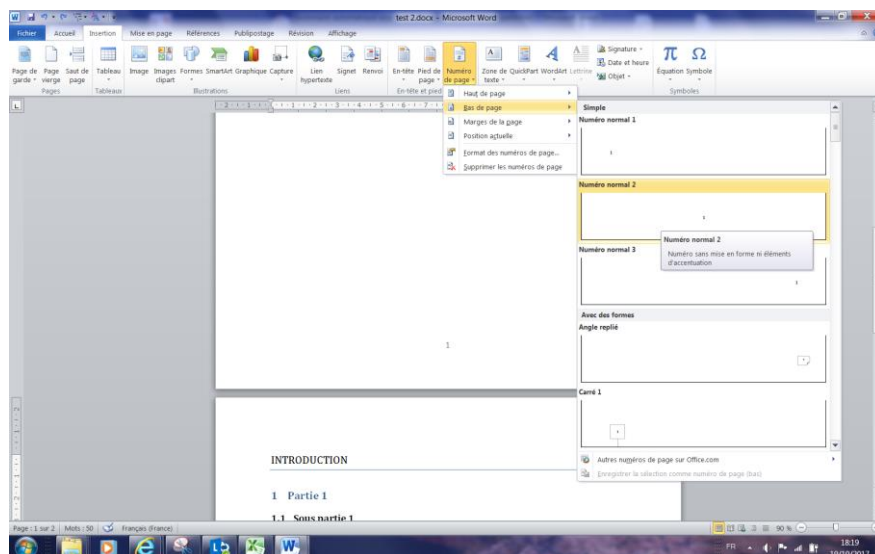 test 2.docx - Microsoft Word
Fichier Accueil Insertion Mise en page Références Publipostage Révision Affichage
Page de garde
Page vierge
Saut de page
Tableau
Image
Images clipart
Formes
SmartArt
Graphique
Capture
Lien hypertexte
Signet
Renvoi
En-tête
Pied de page
Numéro de page
Zone de texte
QuickPart
WordArt
Lettrine
Signature
Date et heure
Objet
Équation
Symbole
Pages Tableaux Illustrations Liens En-tête et pied Symboles
Haut de page
Bas de page
Marges de la page
Position actuelle
Format des numéros de page...
Supprimer les numéros de page
Simple
Numéro normal 1
Numéro normal 2
Numéro normal 2
Numéro sans mise en forme ni éléments
d'accentuation
Numéro normal 3
Avec des formes
Angle replié
Carré 1
Autres numéros de page sur Office.com
Enregistrer la sélection comme numéro de page (bas)
1
INTRODUCTION
1 Partie 1
1.1 Sous partie 1
Page : 1 sur 2 Mots : 50 Français (France) 90 %
FR 18:19
19/10/2017